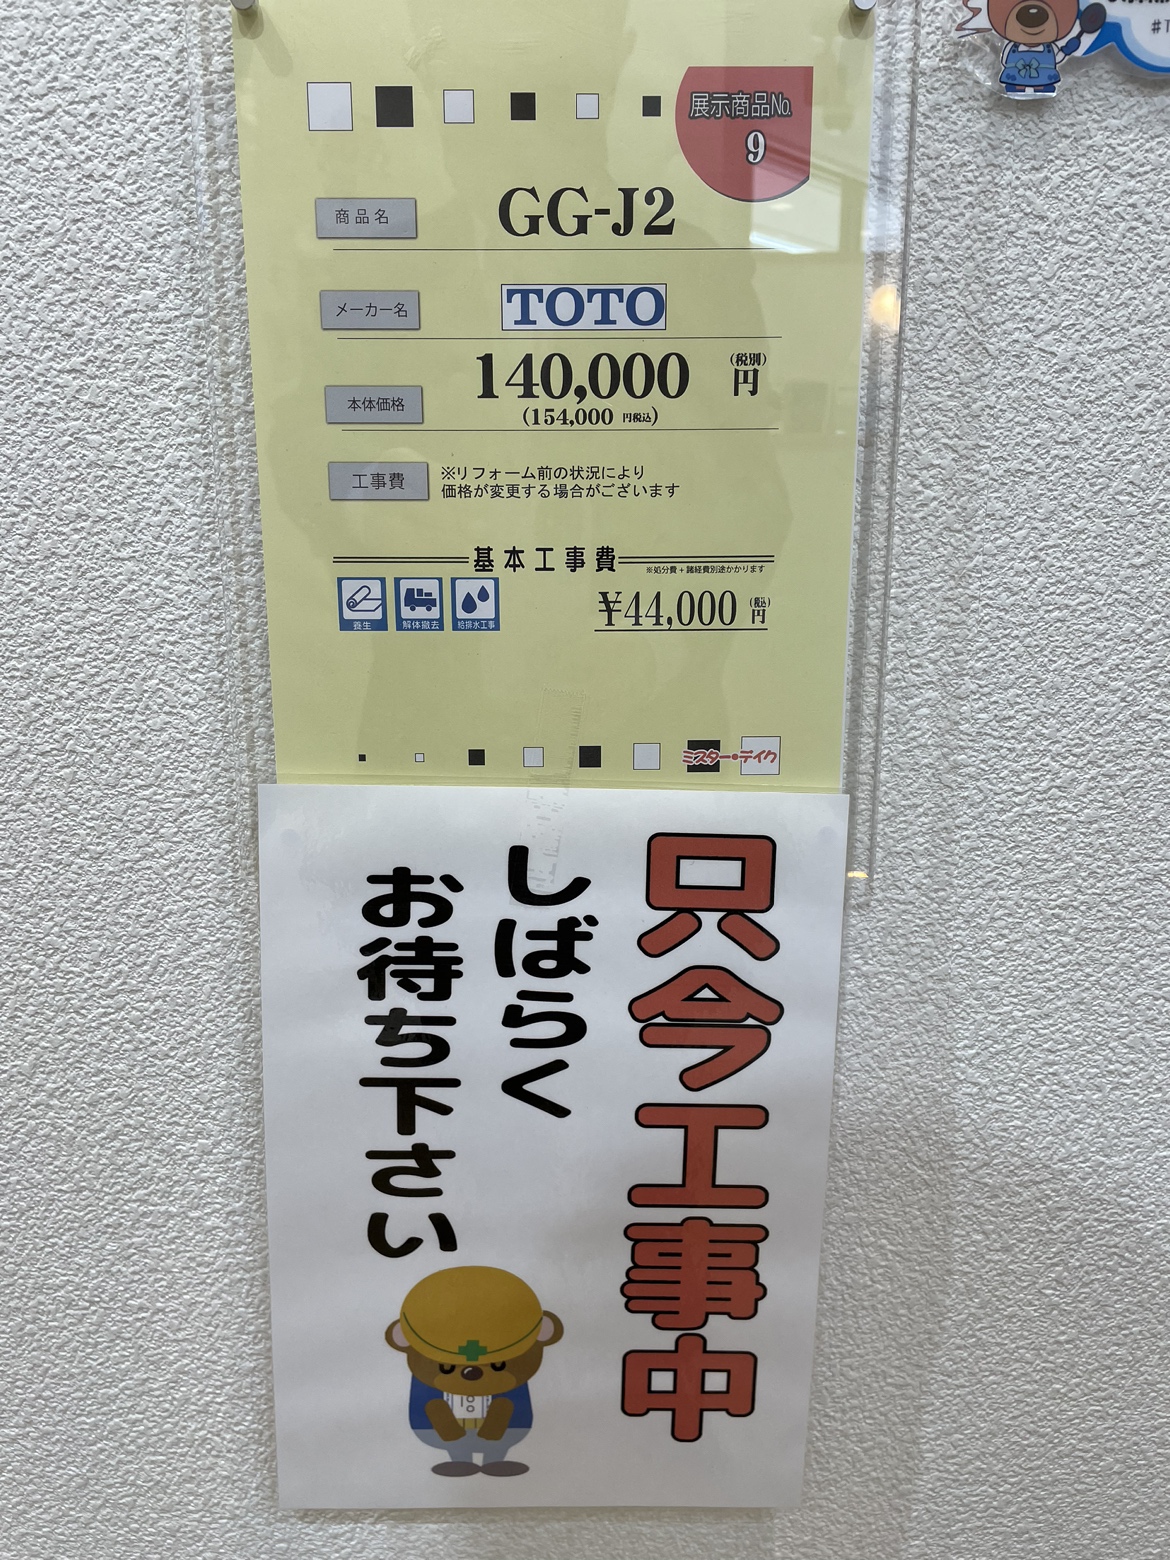 展示商品No.
9
商品名
GG-J2
メーカー名
TOTO
本体価格
140,000 (税別)円
(154,000 円税込)
工事費
※リフォーム前の状況により
価格が変更する場合がございます
基本工事費
※処分費+諸経費別途かかります
養生
解体撤去
給排水工事
¥44,000 (税込)円
ミスター・デイク
只今工事中
しばらく
お待ち下さい